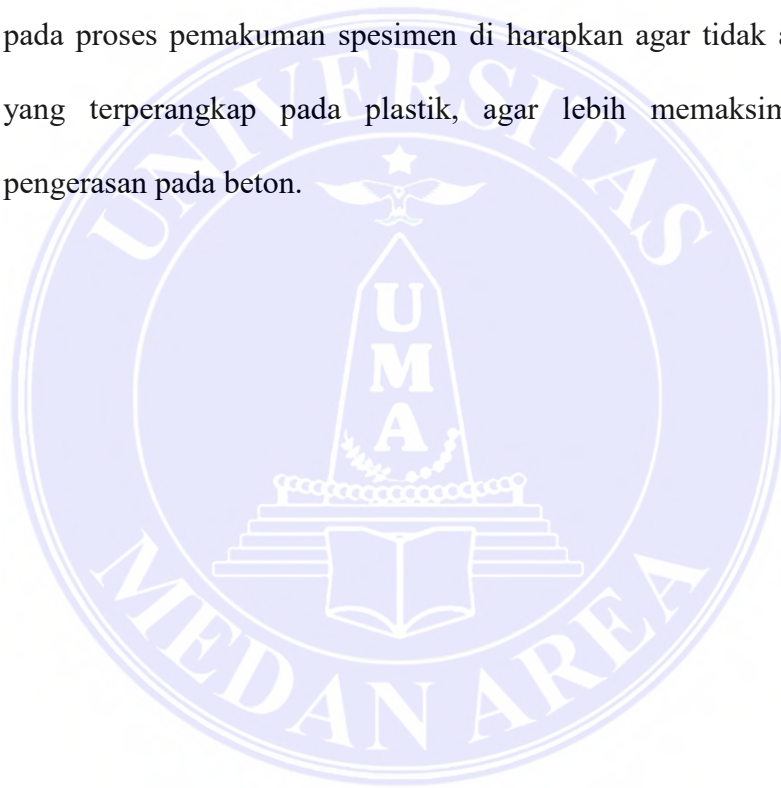 pada proses pemakuman spesimen di harapkan agar tidak
yang terperangkap pada plastik, agar lebih
pengerasan pada beton.
UNIVERSITAS
UMA
MEDAN AREA